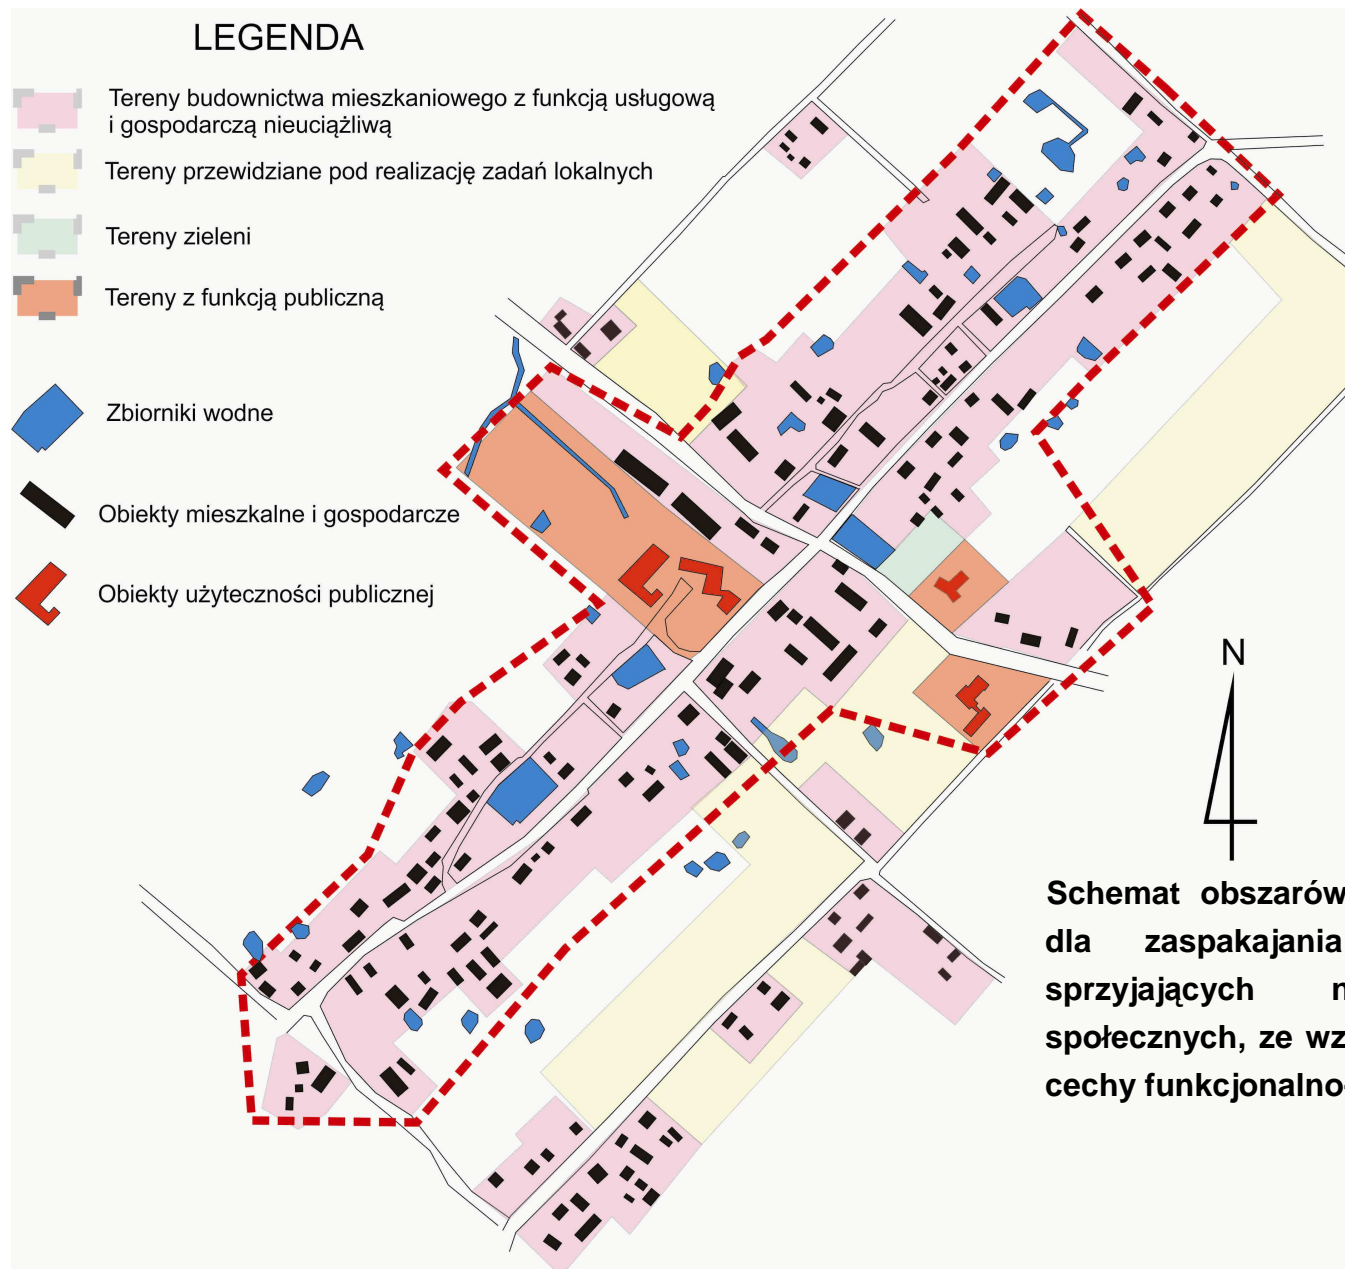 LEGENDA
Tereny budownictwa mieszkaniowego z funkcją usługową
i gospodarczą nieuciążliwą
Tereny przewidziane pod realizację zadań lokalnych
Tereny zieleni
Tereny z funkcją publiczną
Zbiorniki wodne
Obiekty mieszkalne i gospodarcze
Obiekty użyteczności publicznej
N
Schemat obszarów
dla zaspakajania
sprzyjających
społecznych, ze
cechy